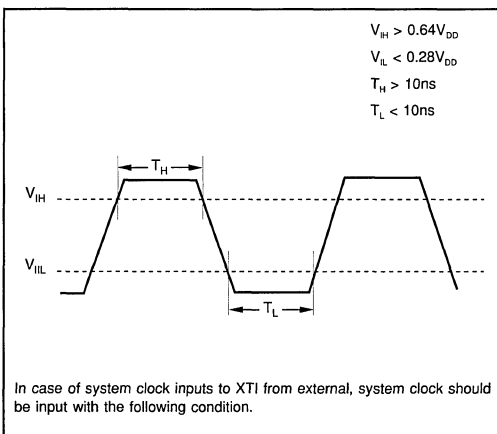 V_IH > 0.64V_DD
V_IL < 0.28V_DD
T_H > 10ns
T_L < 10ns
T_H
V_IH
V_IIL
T_L
In case of system clock inputs to XTI from external, system clock should
be input with the following condition.